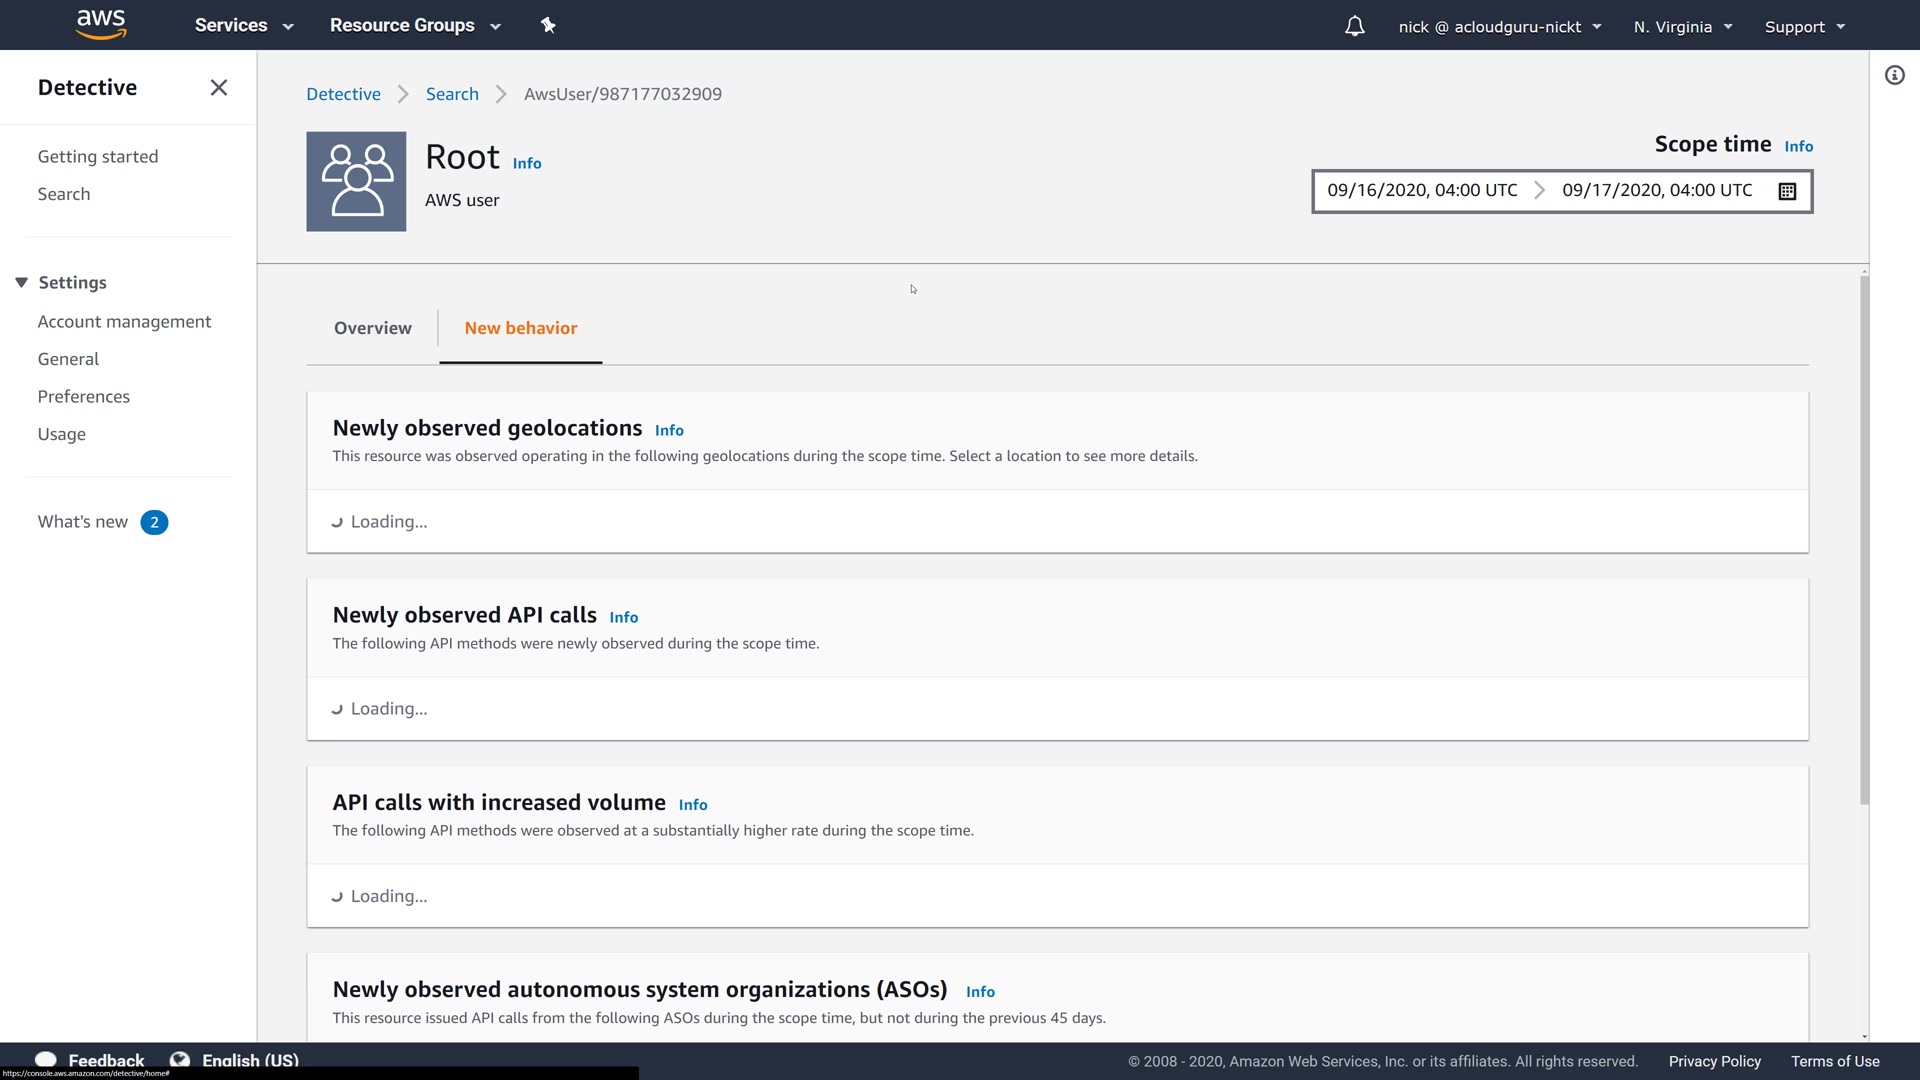 aws Services Resource Groups nick @ acloudguru-nickt N. Virginia Support
Detective
Getting started
Search
Settings
Account management
General
Preferences
Usage
What's new 2
Detective Search AwsUser/987177032909
Root Info
AWS user
Scope time Info
09/16/2020, 04:00 UTC 09/17/2020, 04:00 UTC
Overview New behavior
Newly observed geolocations Info
This resource was observed operating in the following geolocations during the scope time. Select a location to see more details.
Loading...
Newly observed API calls Info
The following API methods were newly observed during the scope time.
Loading...
API calls with increased volume Info
The following API methods were observed at a substantially higher rate during the scope time.
Loading...
Newly observed autonomous system organizations (ASOs) Info
This resource issued API calls from the following ASOs during the scope time, but not during the previous 45 days.
Feedback English (US) © 2008 - 2020, Amazon Web Services, Inc. or its affiliates. All rights reserved. Privacy Policy Terms of Use
https://console.aws.amazon.com/detective/home#